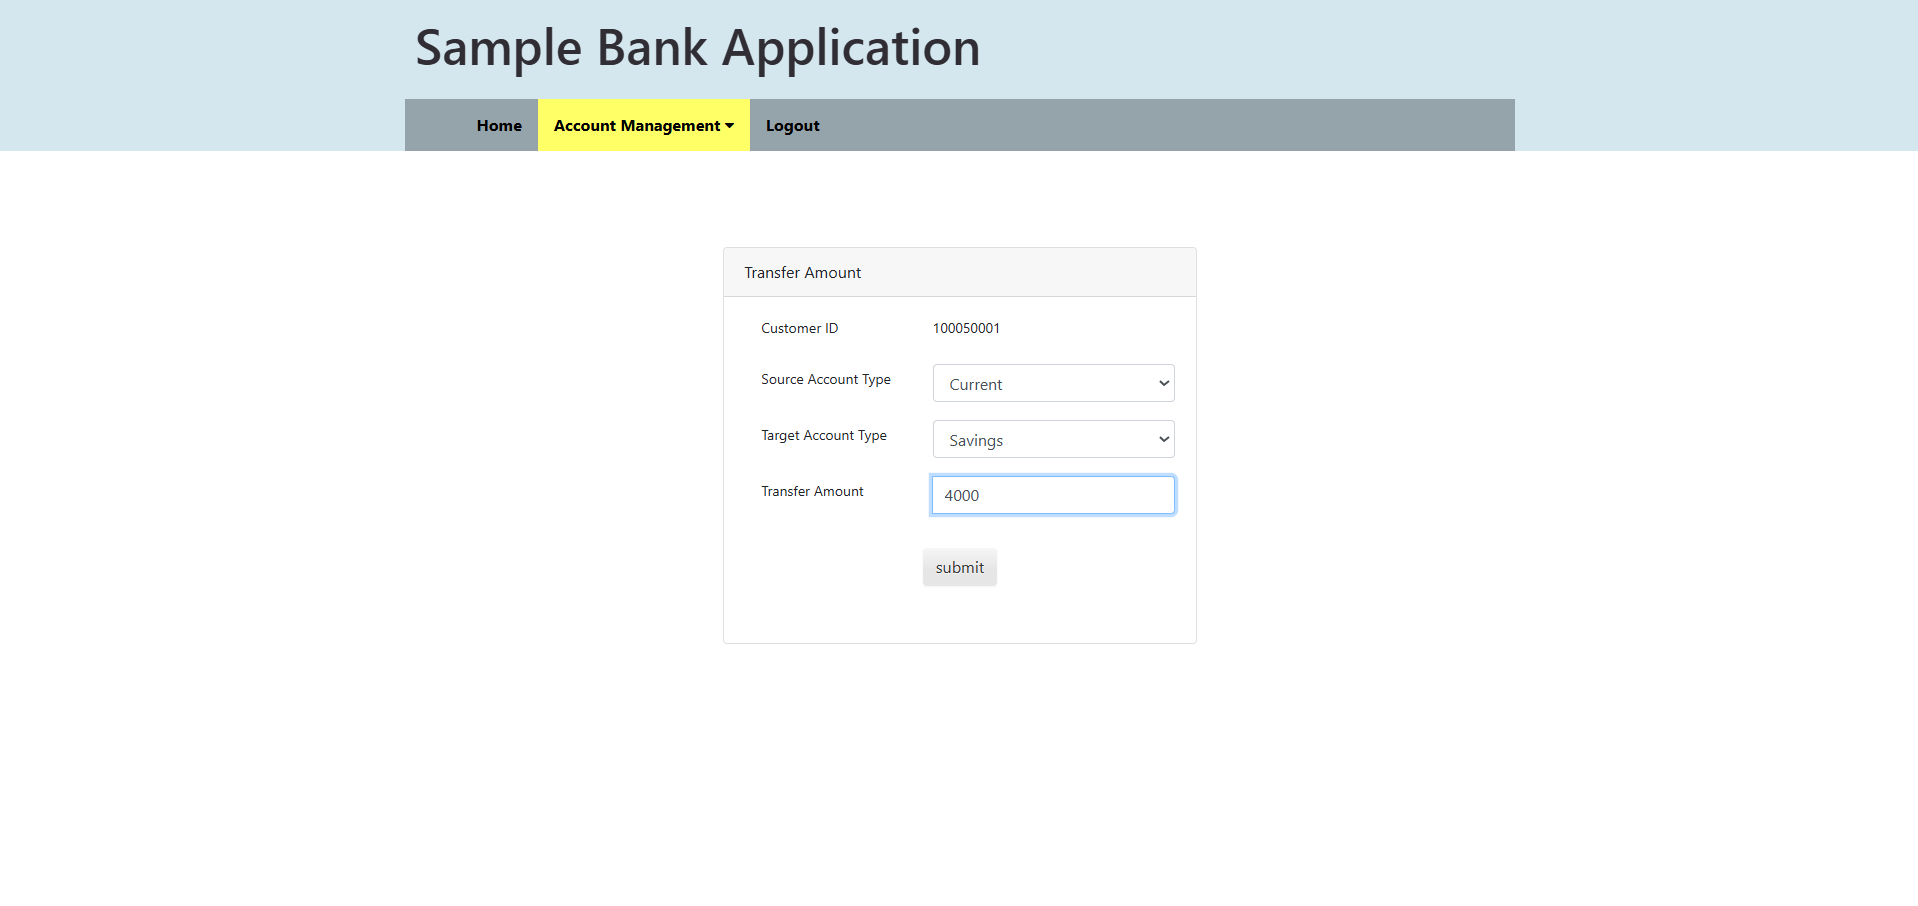 Sample Bank Application
Home Account Management Logout
Transfer Amount
Customer ID 100050001
Source Account Type Current
Target Account Type Savings
Transfer Amount 4000
submit